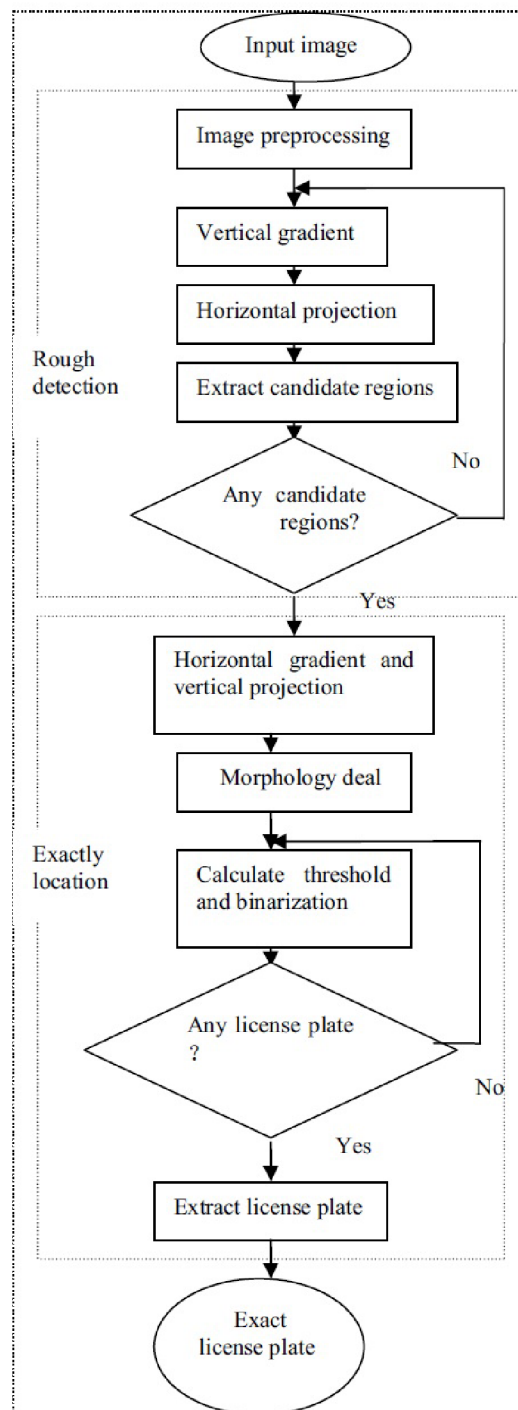 Input image
Image preprocessing
Vertical gradient
Horizontal projection
Rough
detection
Extract candidate regions
No
Any candidate
regions?
Yes
Horizontal gradient and
vertical projection
Morphology deal
Exactly
location
Calculate threshold
and binarization
Any license plate
?
No
Yes
Extract license plate
Exact
license plate